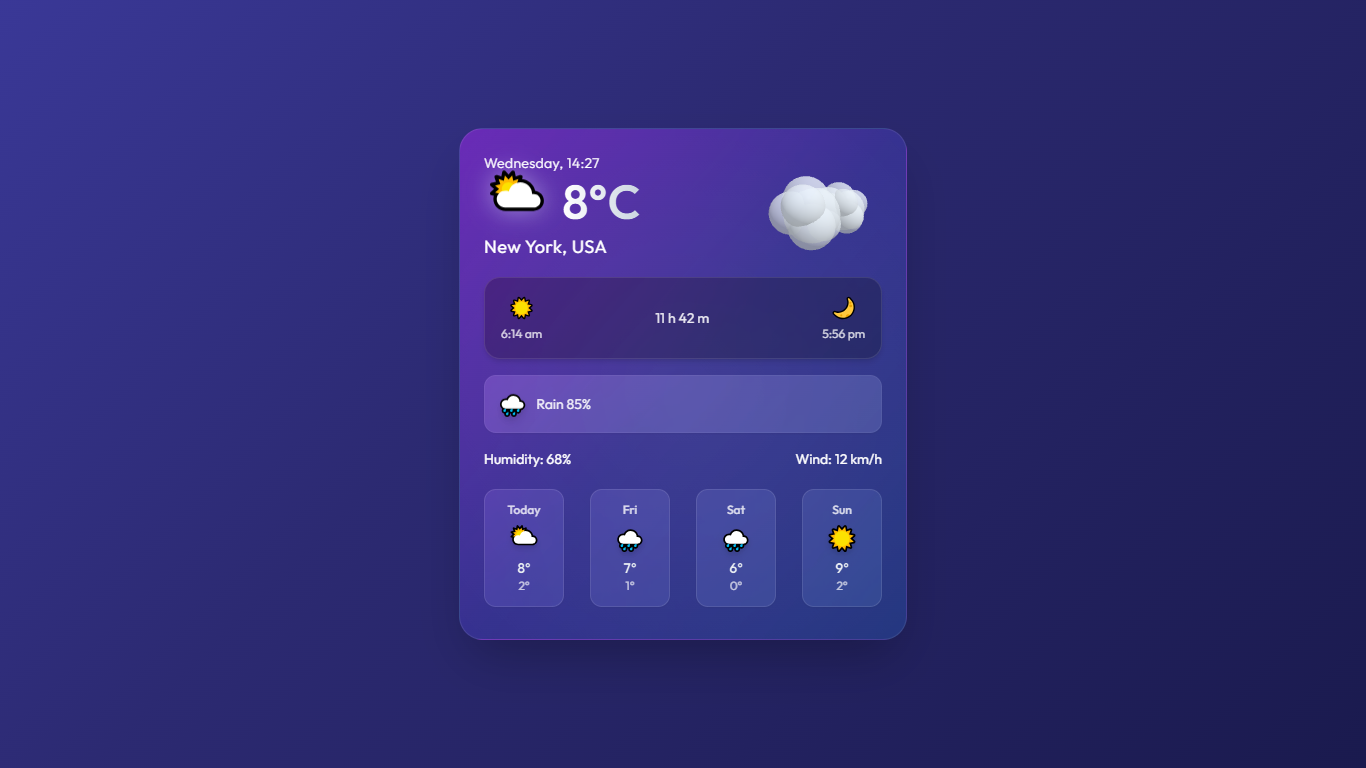 Wednesday, 14:27
8°C
New York, USA
11 h 42 m
6:14 am
5:56 pm
Rain 85%
Humidity: 68%
Wind: 12 km/h
Today
Fri
Sat
Sun
8°
7°
6°
9°
2°
1°
0°
2°